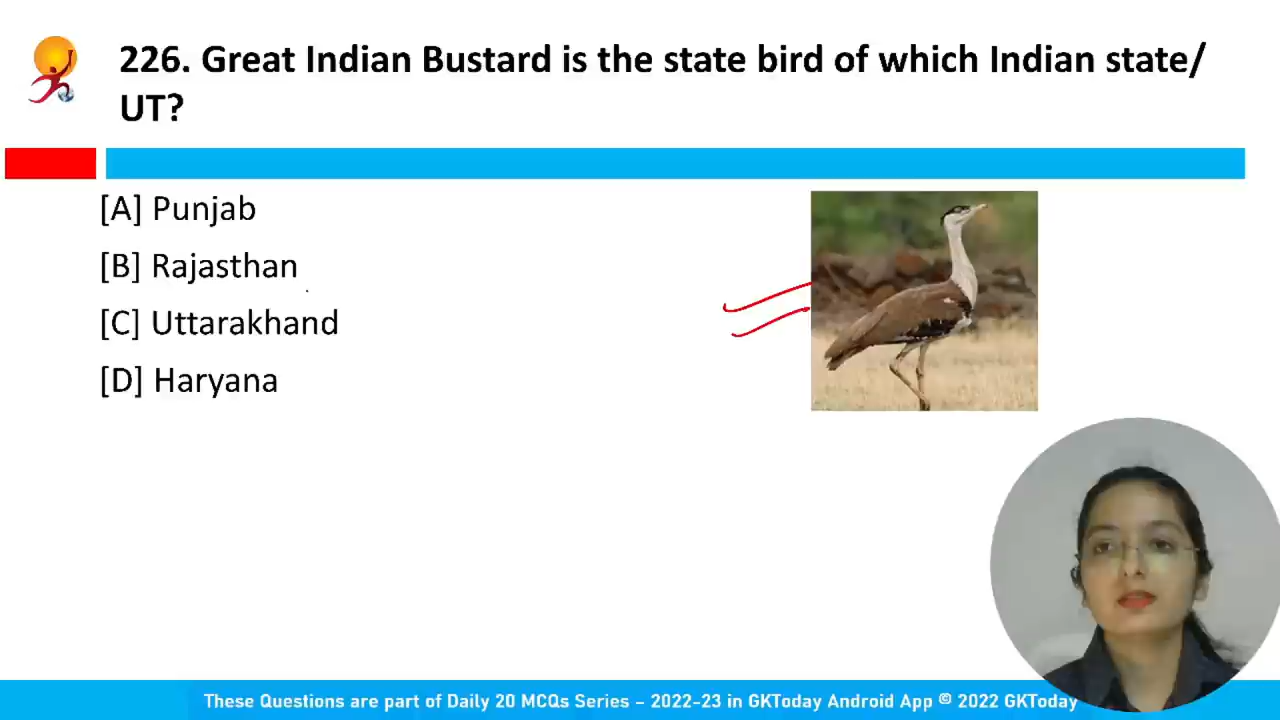 226. Great Indian Bustard is the state bird of which Indian state/
UT?
[A] Punjab
[B] Rajasthan
[C] Uttarakhand
[D] Haryana
These Questions are part of Daily 20 MCQs Series – 2022-23 in GKToday Android App © 2022 GKToday